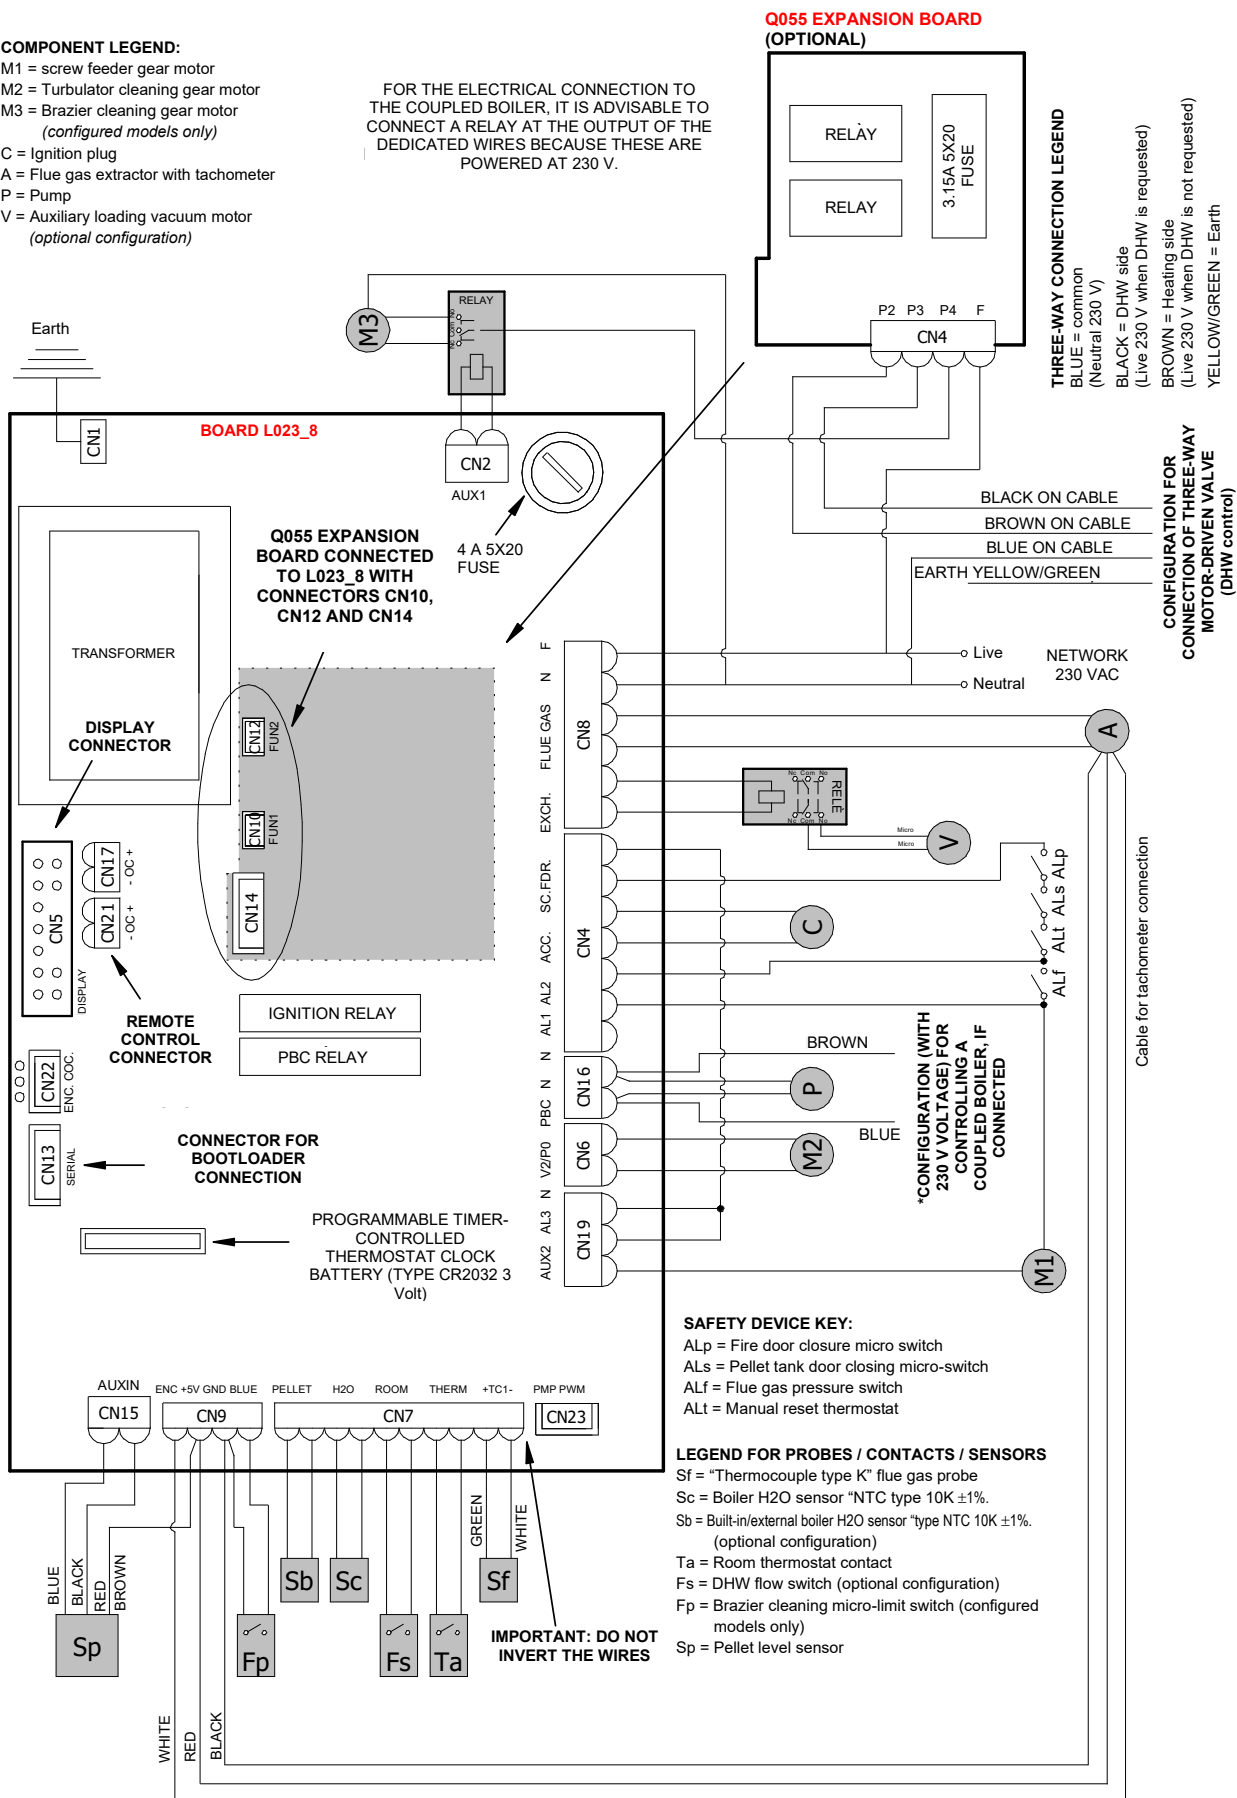 Q055 EXPANSION BOARD
(OPTIONAL)
COMPONENT LEGEND:
M1 = screw feeder gear motor
M2 = Turbulator cleaning gear motor
M3 = Brazier cleaning gear motor
(configured models only)
C = Ignition plug
A = Flue gas extractor with tachometer
P = Pump
V = Auxiliary loading vacuum motor
(optional configuration)
FOR THE ELECTRICAL CONNECTION TO
THE COUPLED BOILER, IT IS ADVISABLE TO
CONNECT A RELAY AT THE OUTPUT OF THE
DEDICATED WIRES BECAUSE THESE ARE
POWERED AT 230 V.
RELAY
RELAY
3.15A 5X20
FUSE
P2 P3 P4 F
CN4
THREE-WAY CONNECTION LEGEND
BLUE = common
(Neutral 230 V)
BLACK = DHW side
(Live 230 V when DHW is requested)
BROWN = Heating side
(Live 230 V when DHW is not requested)
YELLOW/GREEN = Earth
Earth
M3
RELAY
No
Com
Nc
CN1
BOARD L023_8
CN2
AUX1
4 A 5X20
FUSE
Q055 EXPANSION
BOARD CONNECTED
TO L023_8 WITH
CONNECTORS CN10,
CN12 AND CN14
BLACK ON CABLE
BROWN ON CABLE
BLUE ON CABLE
EARTH YELLOW/GREEN
CONFIGURATION FOR
CONNECTION OF THREE-WAY
MOTOR-DRIVEN VALVE
(DHW control)
TRANSFORMER
Live
Neutral
NETWORK
230 VAC
DISPLAY
CONNECTOR
CN12
FUN2
CN10
FUN1
CN14
F
N
FLUE GAS
EXCH.
CN8
A
Nc Com No
Nc Com No
RELÈ
Micro
Micro
V
CN17
- OC +
CN21
- OC +
CN5
DISPLAY
SC.FDR.
ACC.
AL2
AL1
CN4
C
ALp
ALs
ALt
ALf
Cable for tachometer connection
REMOTE
CONTROL
CONNECTOR
IGNITION RELAY
PBC RELAY
CN22
ENC. COC.
N
N
PBC
CN16
BROWN
P
BLUE
*CONFIGURATION (WITH
230 V VOLTAGE) FOR
CONTROLLING A
COUPLED BOILER, IF
CONNECTED
CN13
SERIAL
CONNECTOR FOR
BOOTLOADER
CONNECTION
V2/P0
CN6
M2
N
AL3
AUX2
CN19
M1
PROGRAMMABLE TIMER-
CONTROLLED
THERMOSTAT CLOCK
BATTERY (TYPE CR2032 3
Volt)
SAFETY DEVICE KEY:
ALp = Fire door closure micro switch
ALs = Pellet tank door closing micro-switch
ALf = Flue gas pressure switch
ALt = Manual reset thermostat
AUXIN
CN15
ENC +5V GND BLUE
CN9
PELLET H2O ROOM THERM +TC1-
CN7
PMP PWM
CN23
LEGEND FOR PROBES / CONTACTS / SENSORS
Sf = “Thermocouple type K” flue gas probe
Sc = Boiler H2O sensor “NTC type 10K ±1%.
Sb = Built-in/external boiler H2O sensor “type NTC 10K ±1%.
(optional configuration)
Ta = Room thermostat contact
Fs = DHW flow switch (optional configuration)
Fp = Brazier cleaning micro-limit switch (configured
models only)
Sp = Pellet level sensor
BLUE
BLACK
RED
BROWN
GREEN
WHITE
Sb
Sc
Sf
Sp
Fp
Fs
Ta
IMPORTANT: DO NOT
INVERT THE WIRES
WHITE
RED
BLACK